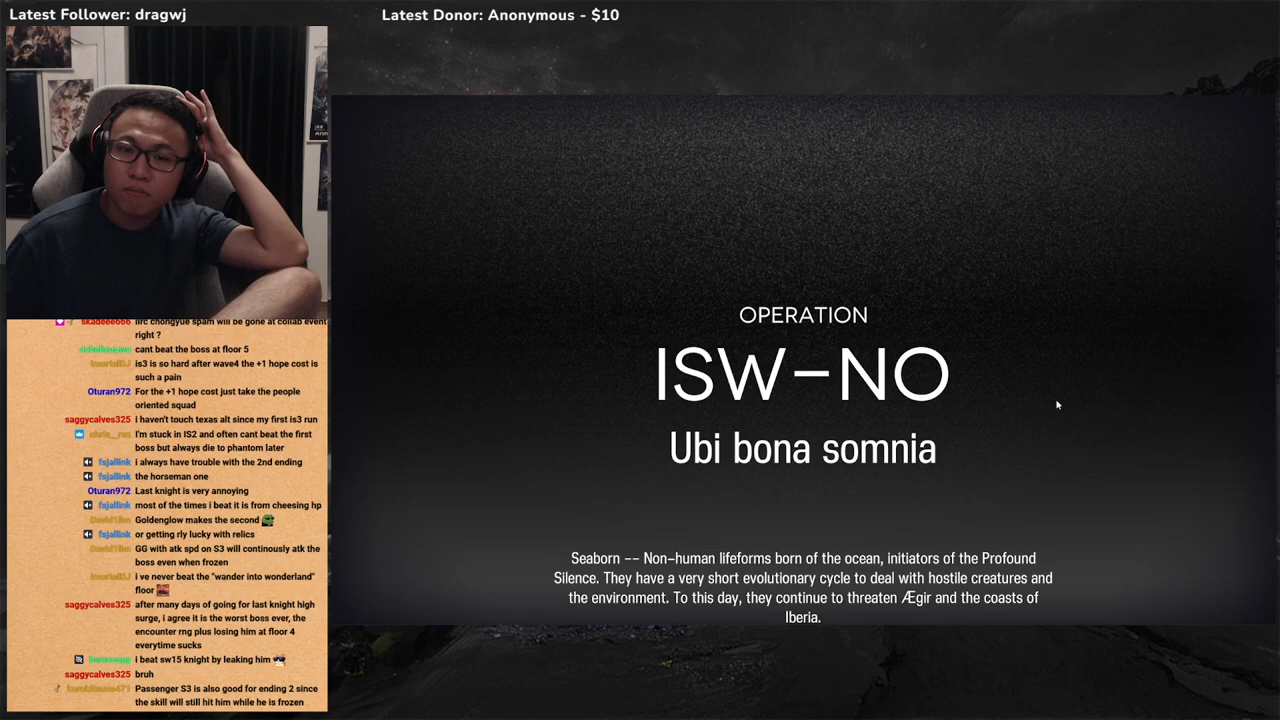 Latest Follower: dragwj
Latest Donor: Anonymous - $10
skadeee666 iirc chongyue spam will be gone at collab event
right ?
cant beat the boss at floor 5
is3 is so hard after wave4 the +1 hope cost is
such a pain
Oturan972 For the +1 hope cost just take the people
oriented squad
saggycalves325 i haven't touch texas alt since my first is3 run
I'm stuck in IS2 and often cant beat the first
boss but always die to phantom later
fsjallink i always have trouble with the 2nd ending
fsjallink the horseman one
Oturan972 Last knight is very annoying
fsjallink most of the times i beat it is from cheesing hp
Goldenglow makes the second
fsjallink or getting rly lucky with relics
GG with atk spd on S3 will continously atk the
boss even when frozen
i ve never beat the "wander into wonderland"
floor
saggycalves325 after many days of going for last knight high
surge, i agree it is the worst boss ever, the
encounter rng plus losing him at floor 4
everytime sucks
i beat sw15 knight by leaking him
saggycalves325 bruh
Passenger S3 is also good for ending 2 since
the skill will still hit him while he is frozen
OPERATION
ISW-NO
Ubi bona somnia
Seaborn -- Non-human lifeforms born of the ocean, initiators of the Profound
Silence. They have a very short evolutionary cycle to deal with hostile creatures and
the environment. To this day, they continue to threaten Ægir and the coasts of
Iberia.